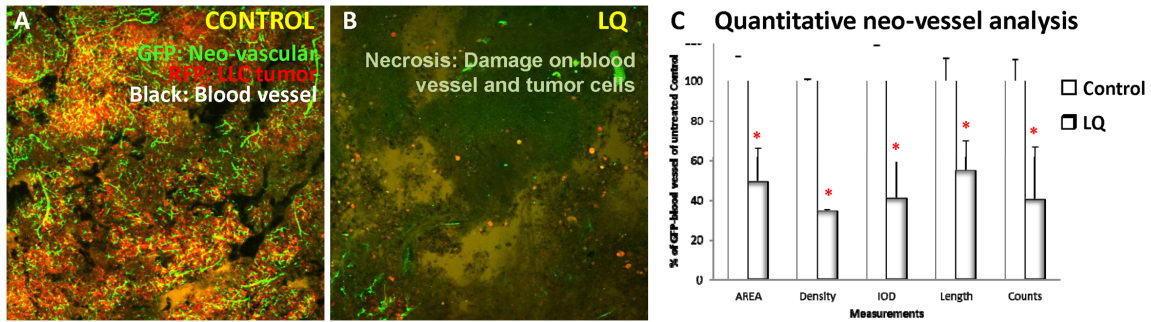 A
CONTROL
GFP: Neo-vascular
RFP: LLC tumor
Black: Blood vessel
B
LQ
Necrosis: Damage on blood
vessel and tumor cells
C Quantitative neo-vessel analysis
% of GFP-blood vessel of untreated Control
100
80
60
40
20
0
*
*
*
*
*
AREA
Density
IOD
Length
Counts
Measurements
Control
LQ